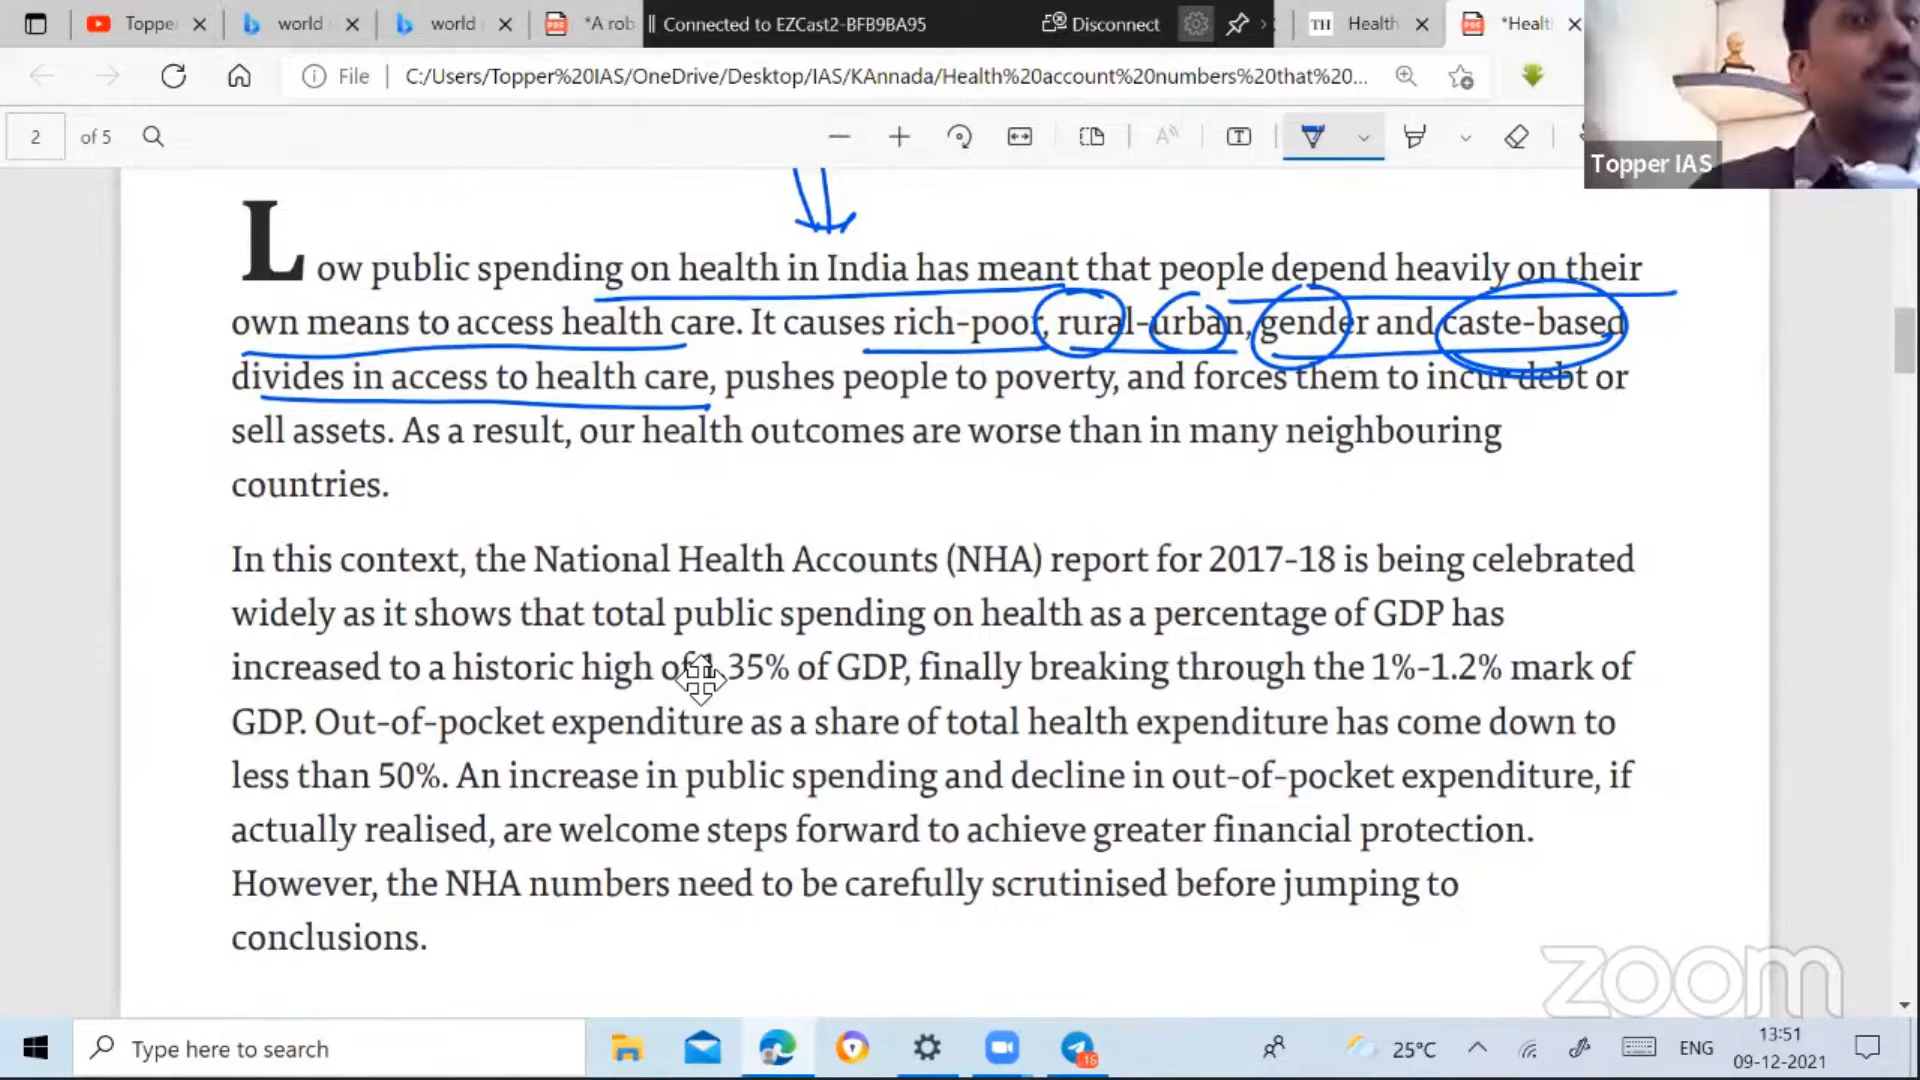 Topper
world
world
*A rob
Connected to EZCast2-BFB9BA95
Disconnect
TH Health
*Healt
File
C:/Users/Topper%20IAS/OneDrive/Desktop/IAS/KAnnada/Health%20account%20numbers%20that%20...
2 of 5
Topper IAS
Low public spending on health in India has meant that people depend heavily on their
own means to access health care. It causes rich-poor, rural-urban, gender and caste-based
divides in access to health care, pushes people to poverty, and forces them to incur debt or
sell assets. As a result, our health outcomes are worse than in many neighbouring
countries.
In this context, the National Health Accounts (NHA) report for 2017-18 is being celebrated
widely as it shows that total public spending on health as a percentage of GDP has
increased to a historic high of 1.35% of GDP, finally breaking through the 1%-1.2% mark of
GDP. Out-of-pocket expenditure as a share of total health expenditure has come down to
less than 50%. An increase in public spending and decline in out-of-pocket expenditure, if
actually realised, are welcome steps forward to achieve greater financial protection.
However, the NHA numbers need to be carefully scrutinised before jumping to
conclusions.
zoom
Type here to search
16
25°C
ENG
13:51
09-12-2021